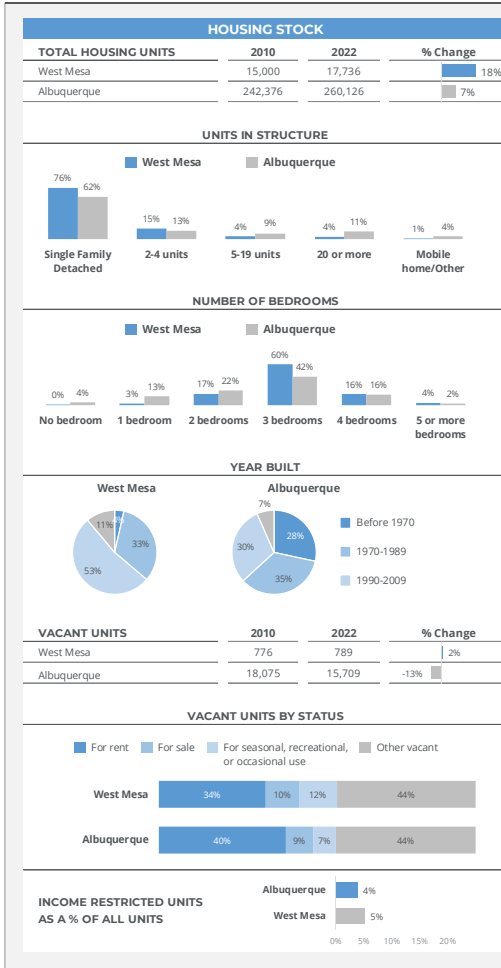 HOUSING STOCK
TOTAL HOUSING UNITS 2010 2022 % Change
West Mesa 15,000 17,736 18%
Albuquerque 242,376 260,126 7%
UNITS IN STRUCTURE
West Mesa Albuquerque
76% 62% 15% 13% 4% 9% 4% 11% 1% 4%
Single Family 2-4 units 5-19 units 20 or more Mobile
Detached home/Other
NUMBER OF BEDROOMS
West Mesa Albuquerque
0% 4% 3% 13% 17% 22% 60% 42% 16% 16% 4% 2%
No bedroom 1 bedroom 2 bedrooms 3 bedrooms 4 bedrooms 5 or more
bedrooms
YEAR BUILT
West Mesa Albuquerque
11% 33% 53%
7% 28% 30% 35%
Before 1970
1970-1989
1990-2009
VACANT UNITS 2010 2022 % Change
West Mesa 776 789 2%
Albuquerque 18,075 15,709 -13%
VACANT UNITS BY STATUS
For rent For sale For seasonal, recreational, Other vacant
or occasional use
West Mesa 34% 10% 12% 44%
Albuquerque 40% 9% 7% 44%
INCOME RESTRICTED UNITS
AS A % OF ALL UNITS
Albuquerque 4%
West Mesa 5%
0% 5% 10% 15% 20%